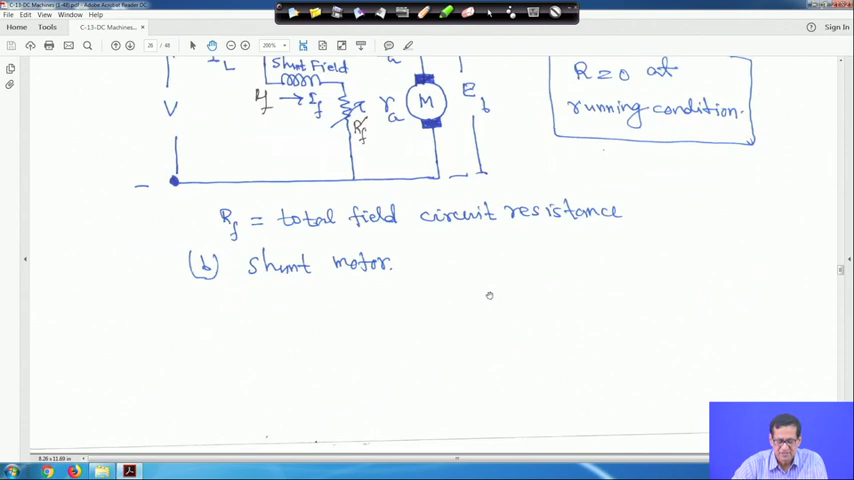 C-13-DC Machines (1-48).pdf - Adobe Acrobat Reader DC
File Edit View Window Help
Home Tools C-13-DC Machines (... ×
Sign In
26 / 48
200%
I_L
Shunt Field
a
R = 0 at
V
I_f
r_a
M
E_b
running condition.
R_f
R_f = total field circuit resistance
(b) Shunt motor.
8.26 x 11.69 in